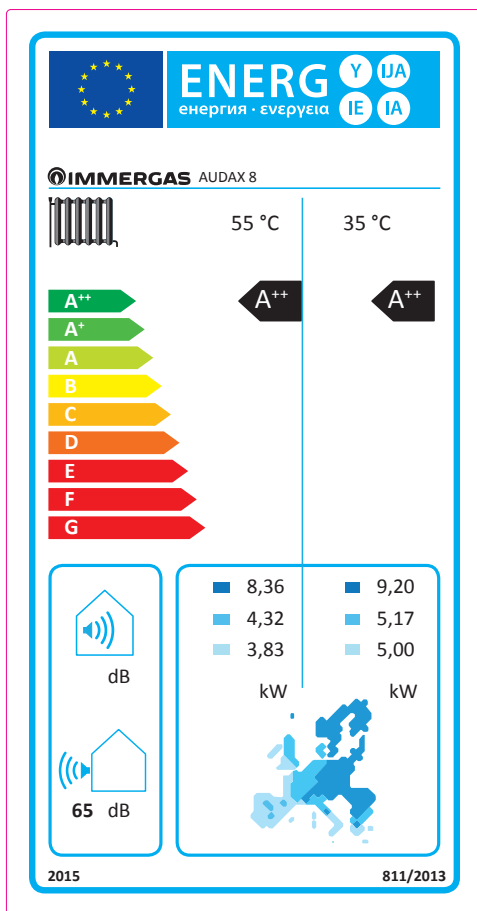 ENERG Y IJA
енергия · ενεργεια IE IA
IMMERGAS AUDAX 8
55 °C 35 °C
A++ A++ A++
A+
A
B
C
D
E
F
G
8,36 9,20
4,32 5,17
3,83 5,00
kW kW
dB
65 dB
2015 811/2013